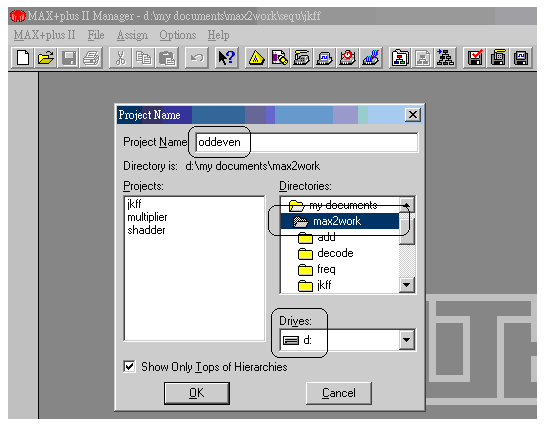 MAX+plus II Manager - d:\my documents\max2work\sequ\jkff
MAX+plus II File Assign Options Help
Project Name
Project Name oddeven
Directory is: d:\my documents\max2work
Projects:
jkff
multiplier
shadder
Directories:
my documents
max2work
add
decode
freq
jkff
Drives:
d:
Show Only Tops of Hierarchies
OK Cancel